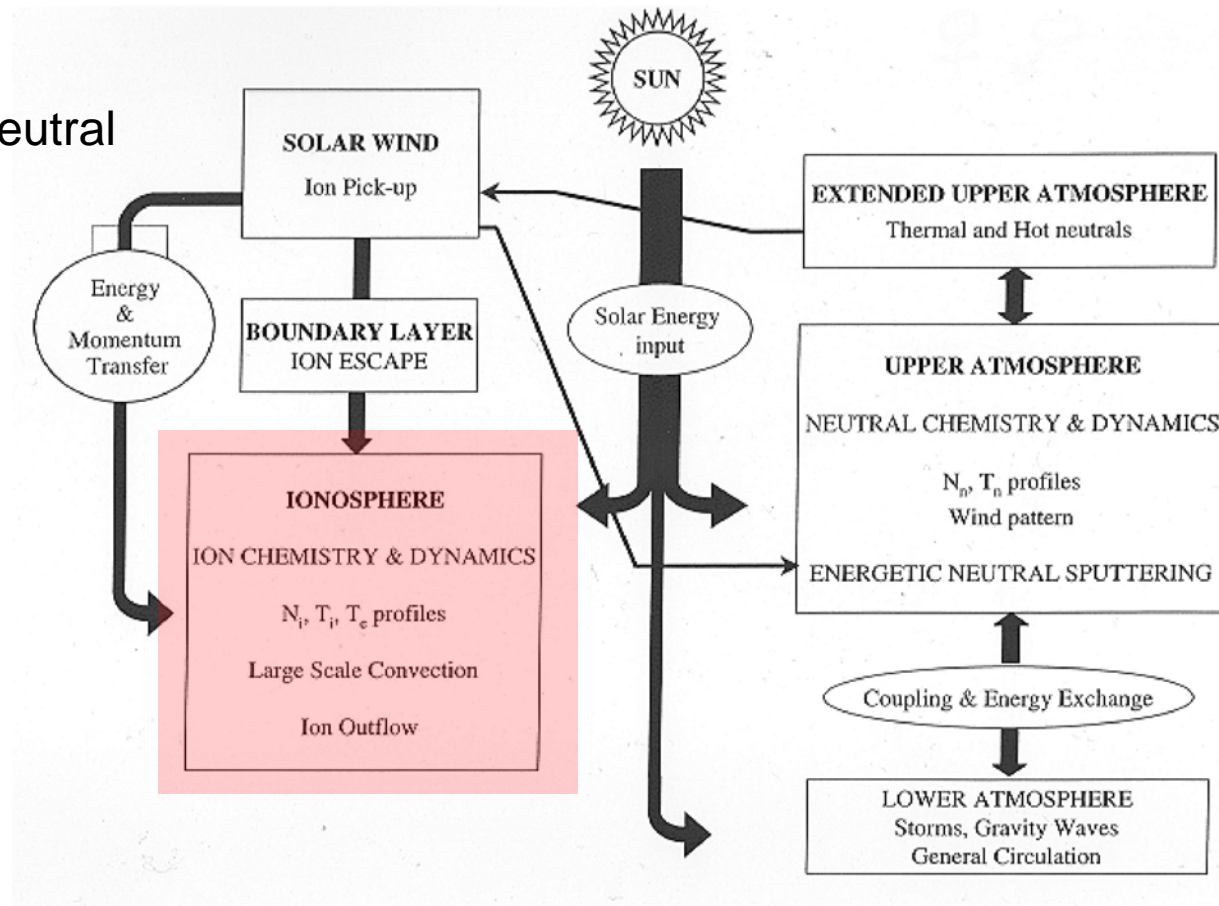 eutral
SUN
SOLAR WIND
Ion Pick-up
EXTENDED UPPER ATMOSPHERE
Thermal and Hot neutrals
Energy
&
Momentum
Transfer
BOUNDARY LAYER
ION ESCAPE
Solar Energy
input
UPPER ATMOSPHERE
NEUTRAL CHEMISTRY & DYNAMICS
Nn, Tn profiles
Wind pattern
ENERGETIC NEUTRAL SPUTTERING
IONOSPHERE
ION CHEMISTRY & DYNAMICS
Ni, Ti, Te profiles
Large Scale Convection
Ion Outflow
Coupling & Energy Exchange
LOWER ATMOSPHERE
Storms, Gravity Waves
General Circulation